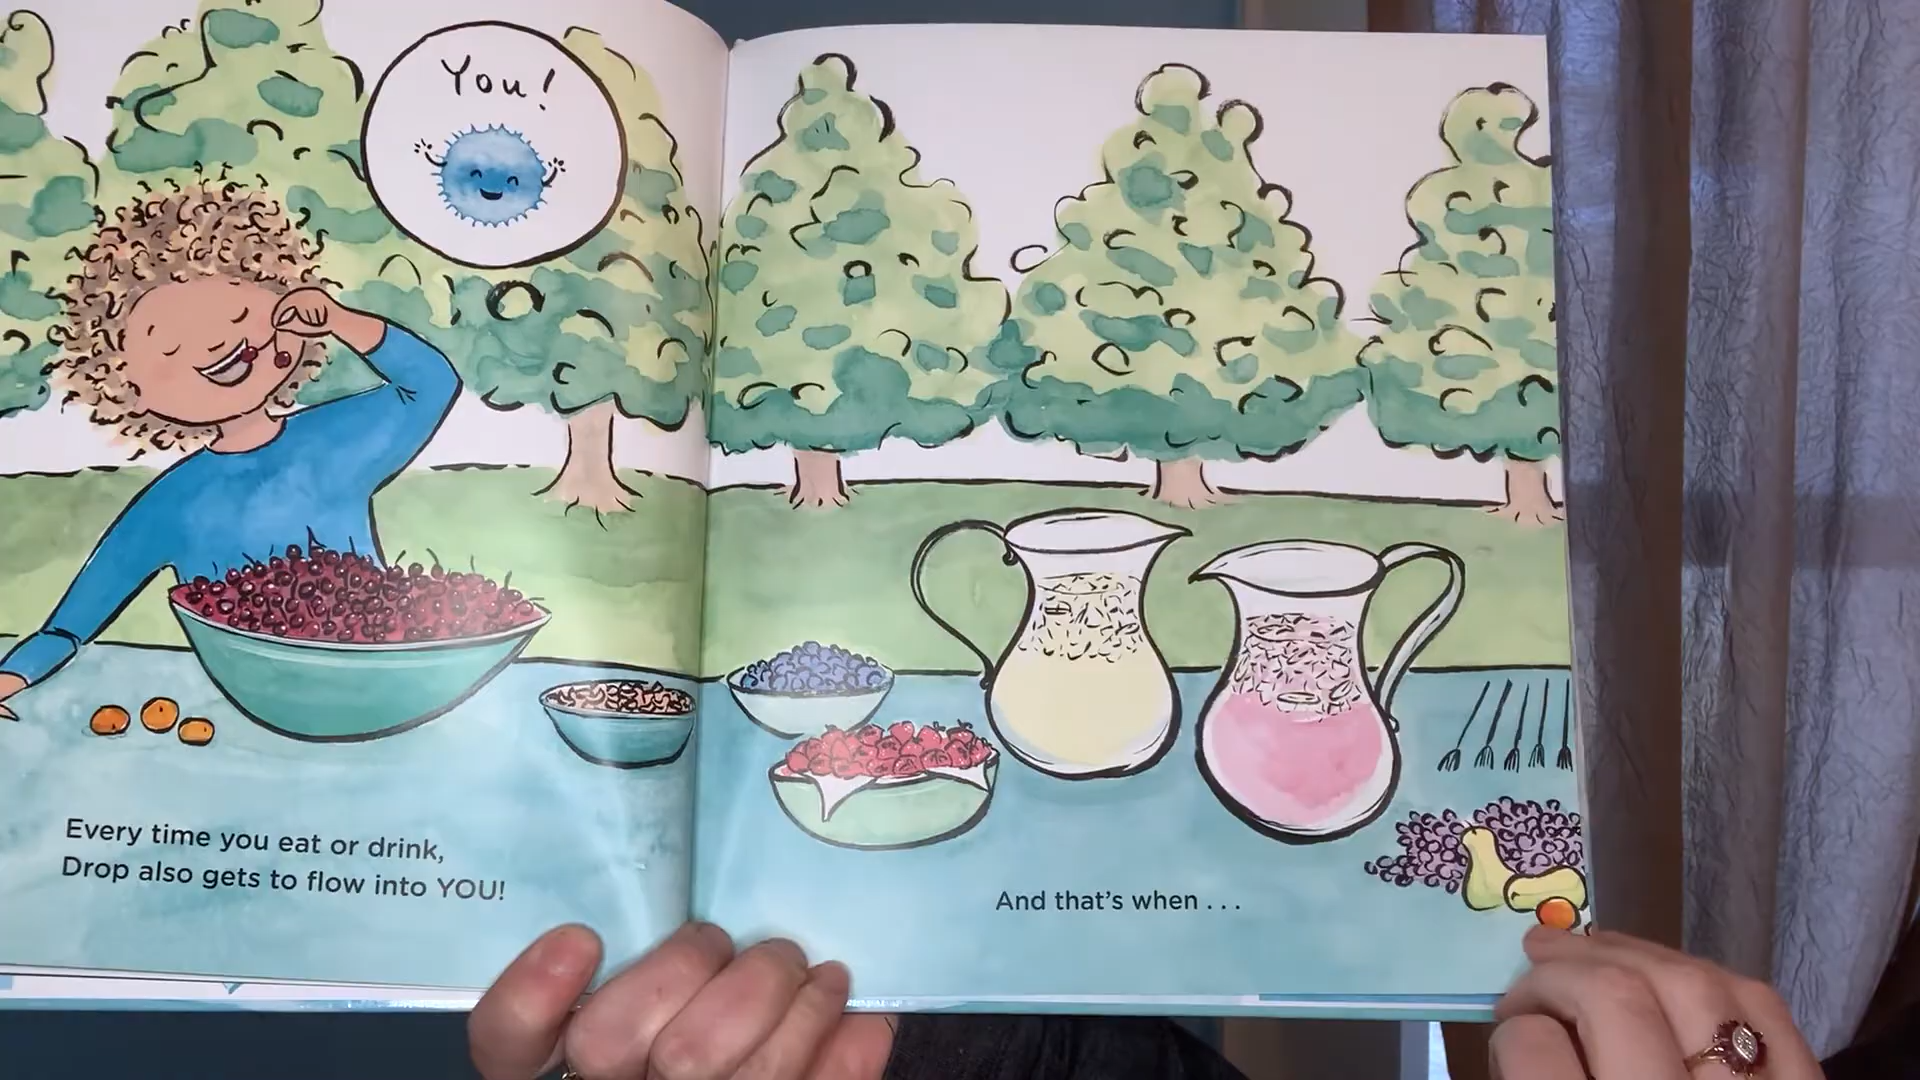 You!
Every time you eat or drink,
Drop also gets to flow into YOU!
And that's when . . .